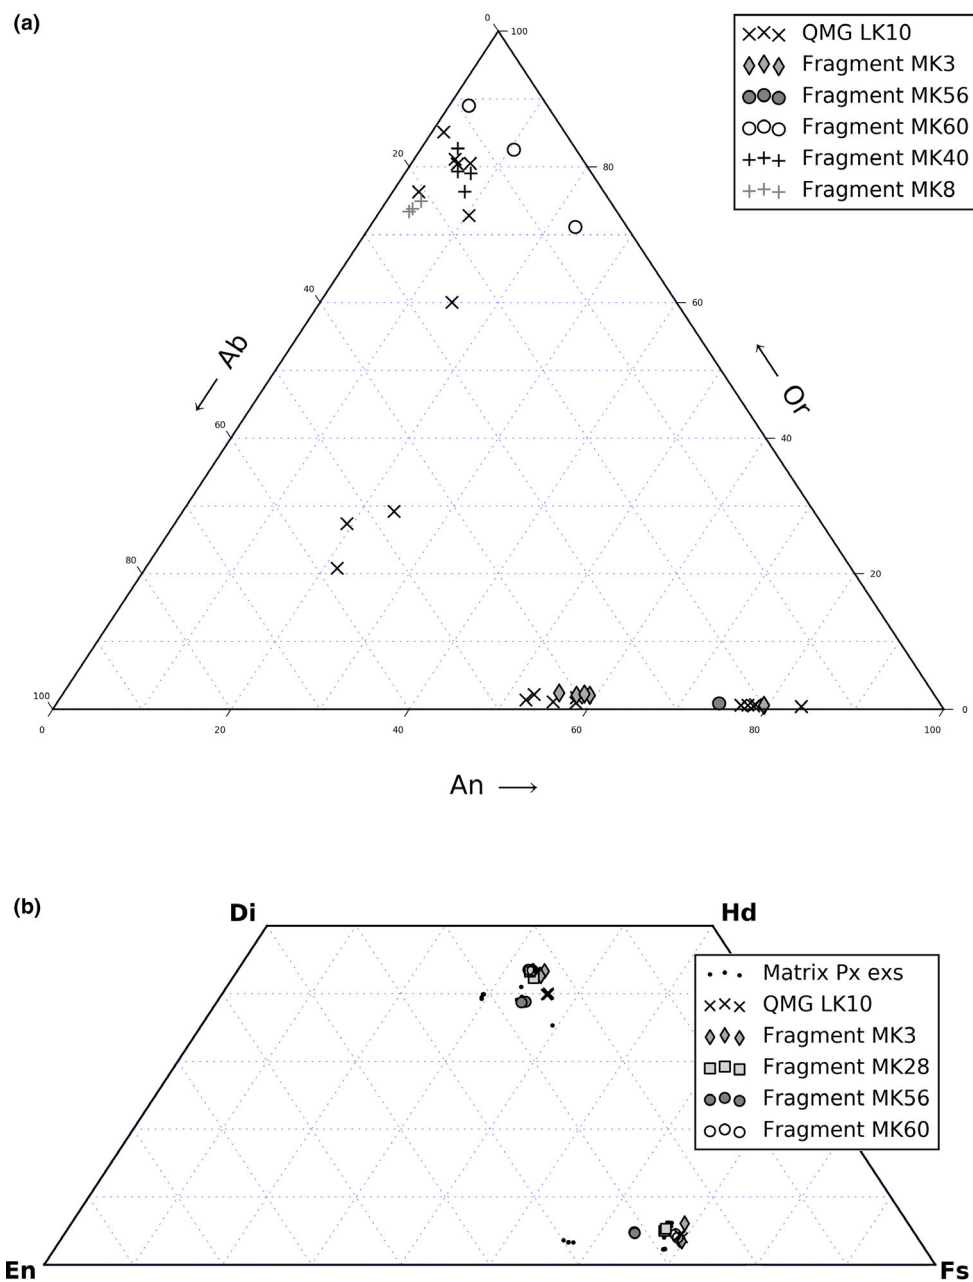 (a)
0
100
QMG LK10
Fragment MK3
Fragment MK56
Fragment MK60
Fragment MK40
Fragment MK8
20
80
40
60
Ab
Or
60
40
80
20
100
0
0
20
40
60
80
100
An
(b)
Di
Hd
Matrix Px exs
QMG LK10
Fragment MK3
Fragment MK28
Fragment MK56
Fragment MK60
En
Fs